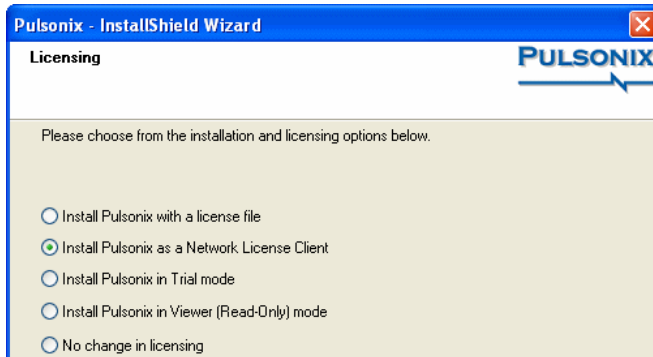 Pulsonix - InstallShield Wizard
Licensing
PULSONIX
Please choose from the installation and licensing options below.
Install Pulsonix with a license file
Install Pulsonix as a Network License Client
Install Pulsonix in Trial mode
Install Pulsonix in Viewer (Read-Only) mode
No change in licensing